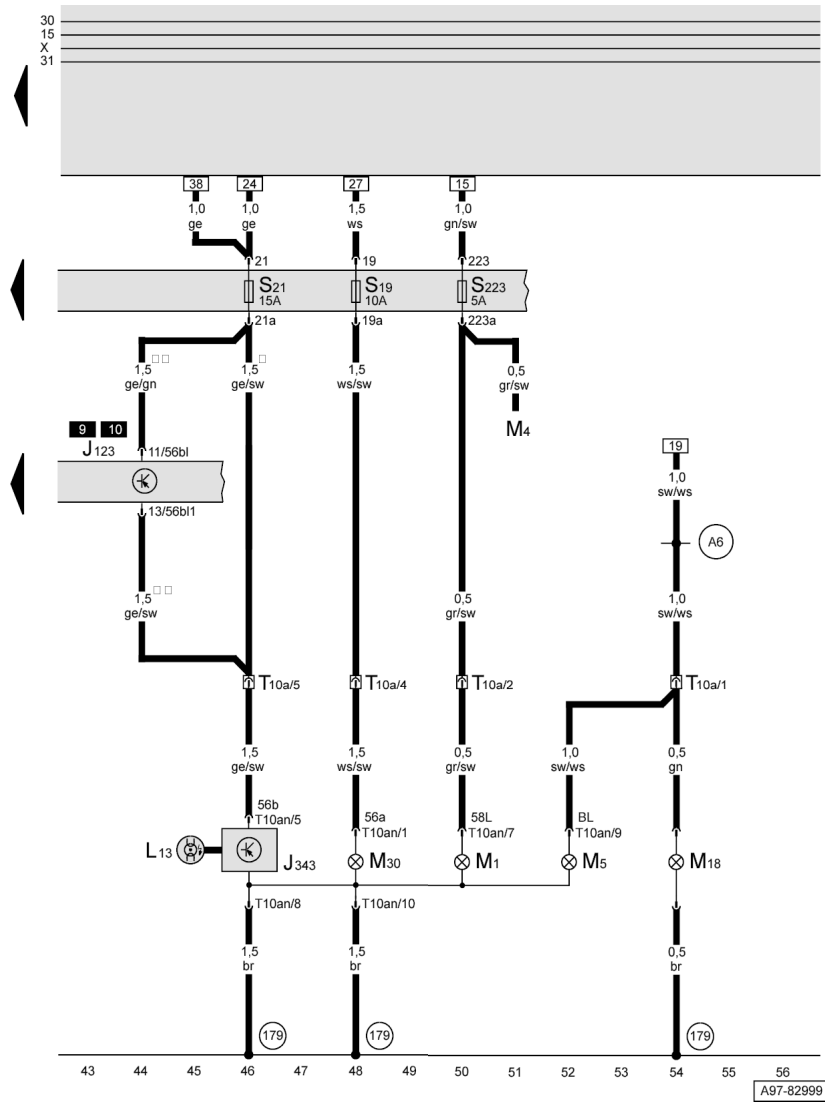 30
15
X
31
38 24 27 15
1,0 1,0 1,5 1,0
ge ge ws gn/sw
21 19 223
S21 S19 S223
15A 10A 5A
21a 19a 223a
1,5 1,5 1,5 0,5
ge/gn ge/sw ws/sw gr/sw
M4
9 10
J123 11/56bl
19
1,0
sw/ws
13/56bl1
A6
1,5 0,5 1,0
ge/sw gr/sw sw/ws
T10a/5 T10a/4 T10a/2 T10a/1
1,5 1,5 0,5 1,0 0,5
ge/sw ws/sw gr/sw sw/ws gn
56b 56a 58L BL
T10an/5 T10an/1 T10an/7 T10an/9
L13 J343 M30 M1 M5 M18
T10an/8 T10an/10
1,5 1,5 0,5
br br br
179 179 179
43 44 45 46 47 48 49 50 51 52 53 54 55 56
A97-82999